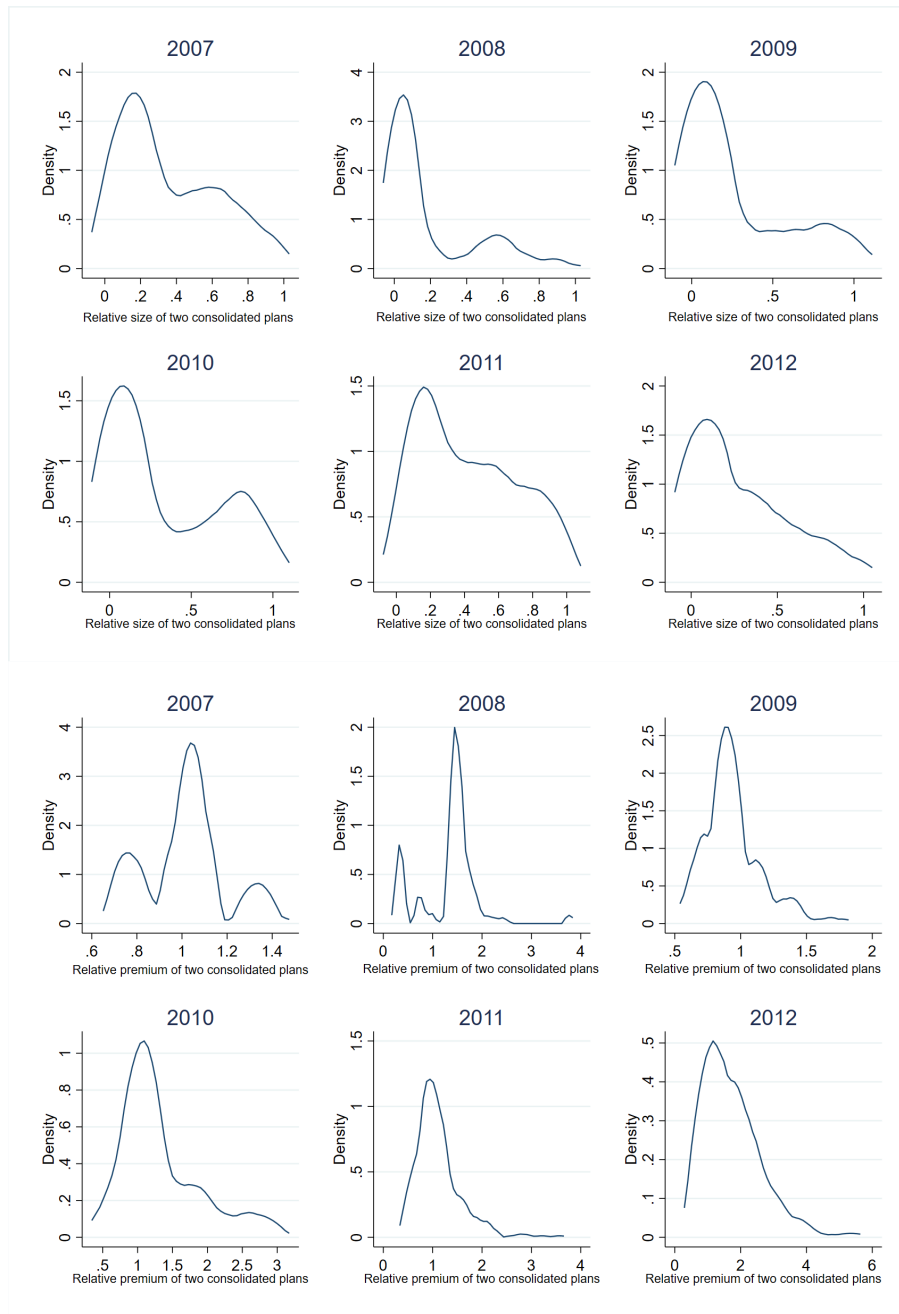 2007
2008
2009
Density
0
.5
1
1.5
2
0 .2 .4 .6 .8 1
Relative size of two consolidated plans
Density
0
1
2
3
4
0 .2 .4 .6 .8 1
Relative size of two consolidated plans
Density
0
.5
1
1.5
2
0 .5 1
Relative size of two consolidated plans
2010
2011
2012
Density
0
.5
1
1.5
0 .5 1
Relative size of two consolidated plans
Density
0
.5
1
1.5
0 .2 .4 .6 .8 1
Relative size of two consolidated plans
Density
0
.5
1
1.5
2
0 .5 1
Relative size of two consolidated plans
2007
2008
2009
Density
0
1
2
3
4
.6 .8 1 1.2 1.4
Relative premium of two consolidated plans
Density
0
.5
1
1.5
2
0 1 2 3 4
Relative premium of two consolidated plans
Density
0
.5
1
1.5
2
2.5
.5 1 1.5 2
Relative premium of two consolidated plans
2010
2011
2012
Density
0
.2
.4
.6
.8
1
.5 1 1.5 2 2.5 3
Relative premium of two consolidated plans
Density
0
.5
1
1.5
0 1 2 3 4
Relative premium of two consolidated plans
Density
0
.1
.2
.3
.4
.5
0 2 4 6
Relative premium of two consolidated plans